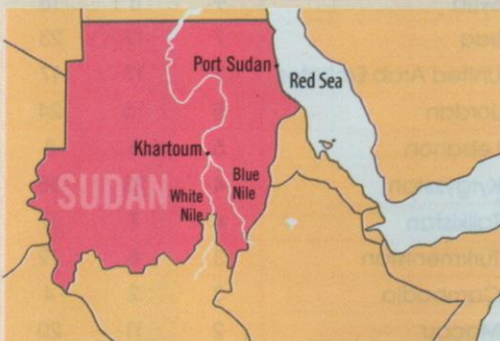 Port Sudan
Red Sea
Khartoum
Blue
Nile
SUDAN
White
Nile